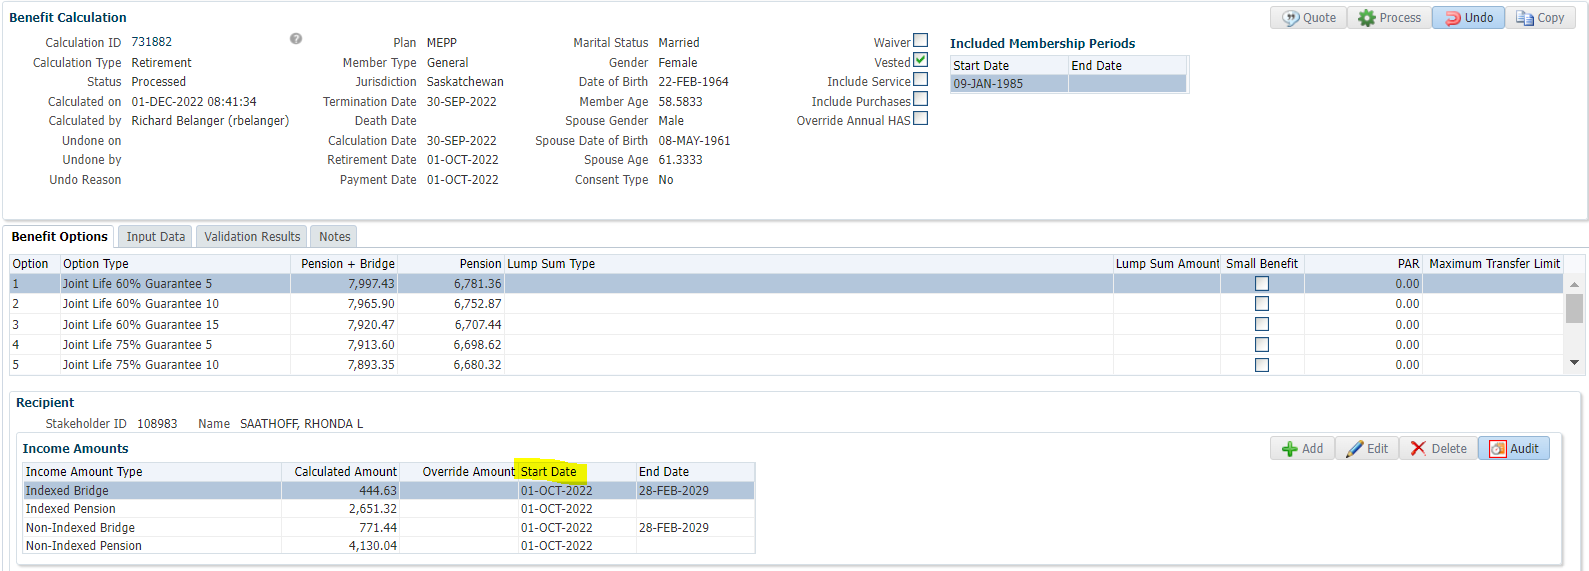 Benefit Calculation
Quote Process Undo Copy
Calculation ID 731882 Plan MEPP Marital Status Married Waiver Included Membership Periods
Calculation Type Retirement Member Type General Gender Female Vested Start Date End Date
Status Processed Jurisdiction Saskatchewan Date of Birth 22-FEB-1964 Include Service 09-JAN-1985
Calculated on 01-DEC-2022 08:41:34 Termination Date 30-SEP-2022 Member Age 58.5833 Include Purchases
Calculated by Richard Belanger (rbelanger) Death Date Spouse Gender Male Override Annual HAS
Undone on Calculation Date 30-SEP-2022 Spouse Date of Birth 08-MAY-1961
Undone by Retirement Date 01-OCT-2022 Spouse Age 61.3333
Undo Reason Payment Date 01-OCT-2022 Consent Type No
Benefit Options Input Data Validation Results Notes
Option Option Type Pension + Bridge Pension Lump Sum Type Lump Sum Amount Small Benefit PAR Maximum Transfer Limit
1 Joint Life 60% Guarantee 5 7,997.43 6,781.36 0.00
2 Joint Life 60% Guarantee 10 7,965.90 6,752.87 0.00
3 Joint Life 60% Guarantee 15 7,920.47 6,707.44 0.00
4 Joint Life 75% Guarantee 5 7,913.60 6,698.62 0.00
5 Joint Life 75% Guarantee 10 7,893.35 6,680.32 0.00
Recipient
Stakeholder ID 108983 Name SAATHOFF, RHONDA L
Income Amounts
Add Edit Delete Audit
Income Amount Type Calculated Amount Override Amount Start Date End Date
Indexed Bridge 444.63 01-OCT-2022 28-FEB-2029
Indexed Pension 2,651.32 01-OCT-2022
Non-Indexed Bridge 771.44 01-OCT-2022 28-FEB-2029
Non-Indexed Pension 4,130.04 01-OCT-2022